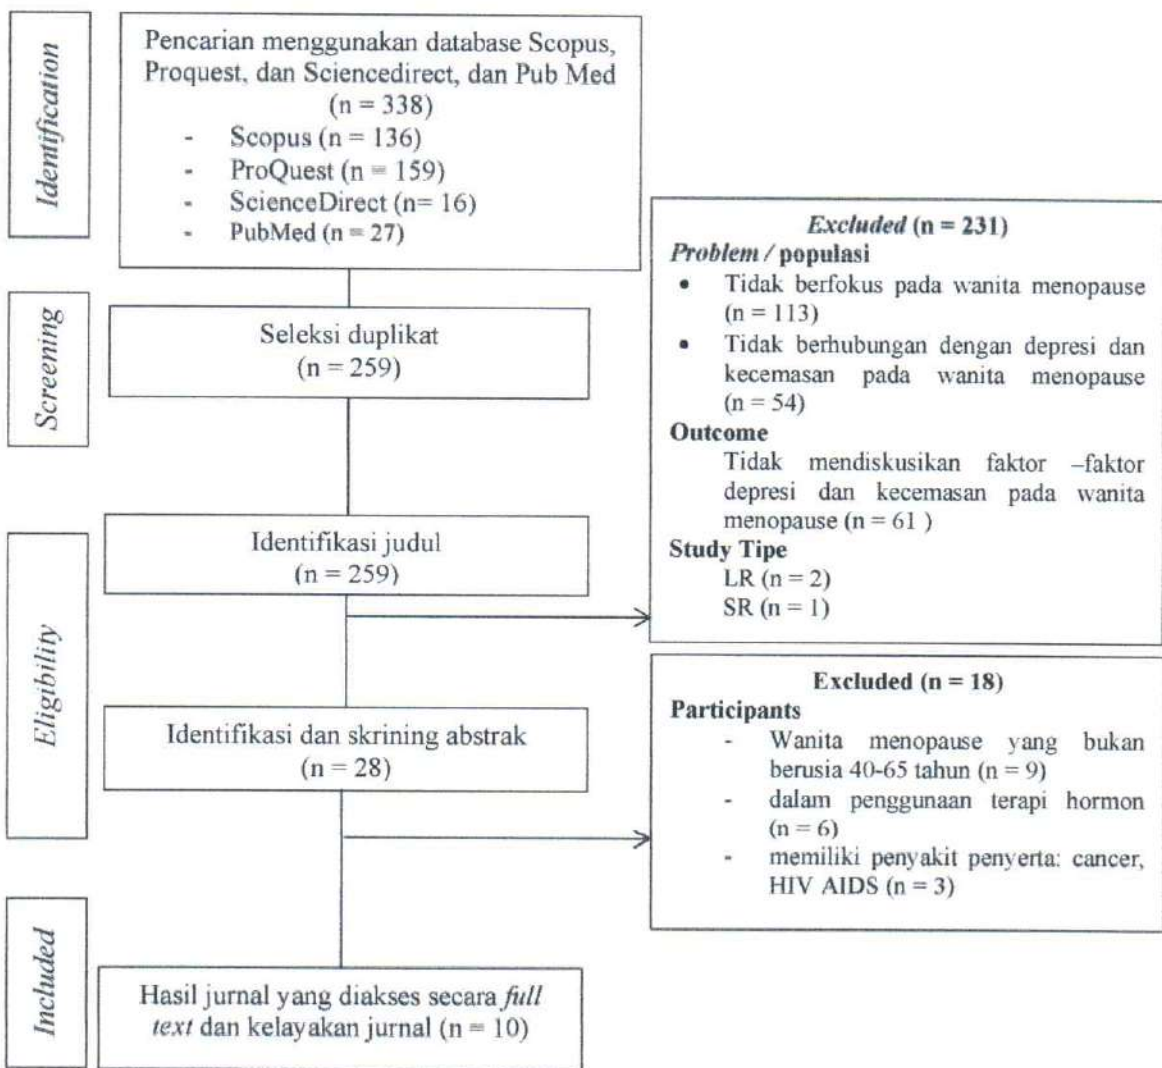 Identification
Pencarian menggunakan database Scopus,
Proquest, dan Sciencedirect, dan Pub Med
(n = 338)
- Scopus (n = 136)
- ProQuest (n = 159)
- ScienceDirect (n= 16)
- PubMed (n = 27)
Screening
Seleksi duplikat
(n = 259)
Excluded (n = 231)
Problem / populasi
• Tidak berfokus pada wanita menopause
(n = 113)
• Tidak berhubungan dengan depresi dan
kecemasan pada wanita menopause
(n = 54)
Outcome
Tidak mendiskusikan faktor –faktor
depresi dan kecemasan pada wanita
menopause (n = 61 )
Study Tipe
LR (n = 2)
SR (n = 1)
Eligibility
Identifikasi judul
(n = 259)
Identifikasi dan skrining abstrak
(n = 28)
Excluded (n = 18)
Participants
- Wanita menopause yang bukan
berusia 40-65 tahun (n = 9)
- dalam penggunaan terapi hormon
(n = 6)
- memiliki penyakit penyerta: cancer,
HIV AIDS (n = 3)
Included
Hasil jurnal yang diakses secara full
text dan kelayakan jurnal (n = 10)